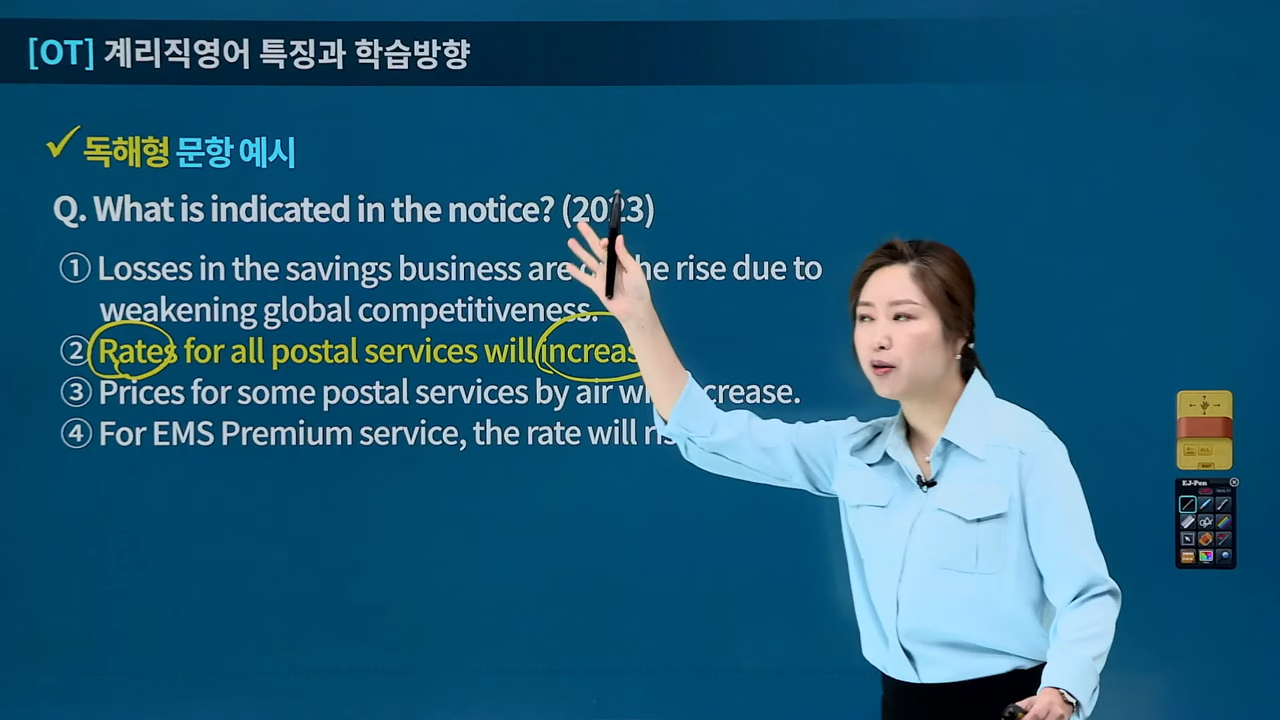 [OT] 계리직영어 특징과 학습방향
독해형 문항 예시
Q. What is indicated in the notice? (2023)
① Losses in the savings business are the rise due to
weakening global competitiveness.
② Rates for all postal services will increas
③ Prices for some postal services by air crease.
④ For EMS Premium service, the rate will
EJ-Pen